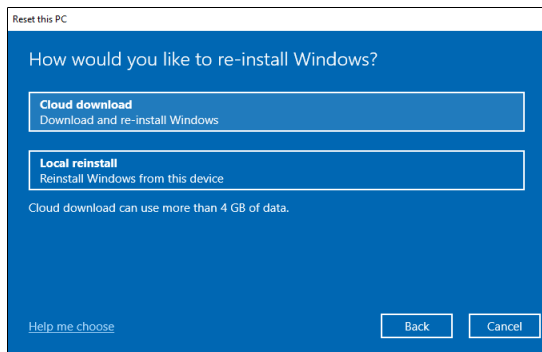 Reset this PC
How would you like to re-install Windows?
Cloud download
Download and re-install Windows
Local reinstall
Reinstall Windows from this device
Cloud download can use more than 4 GB of data.
Help me choose
Back
Cancel